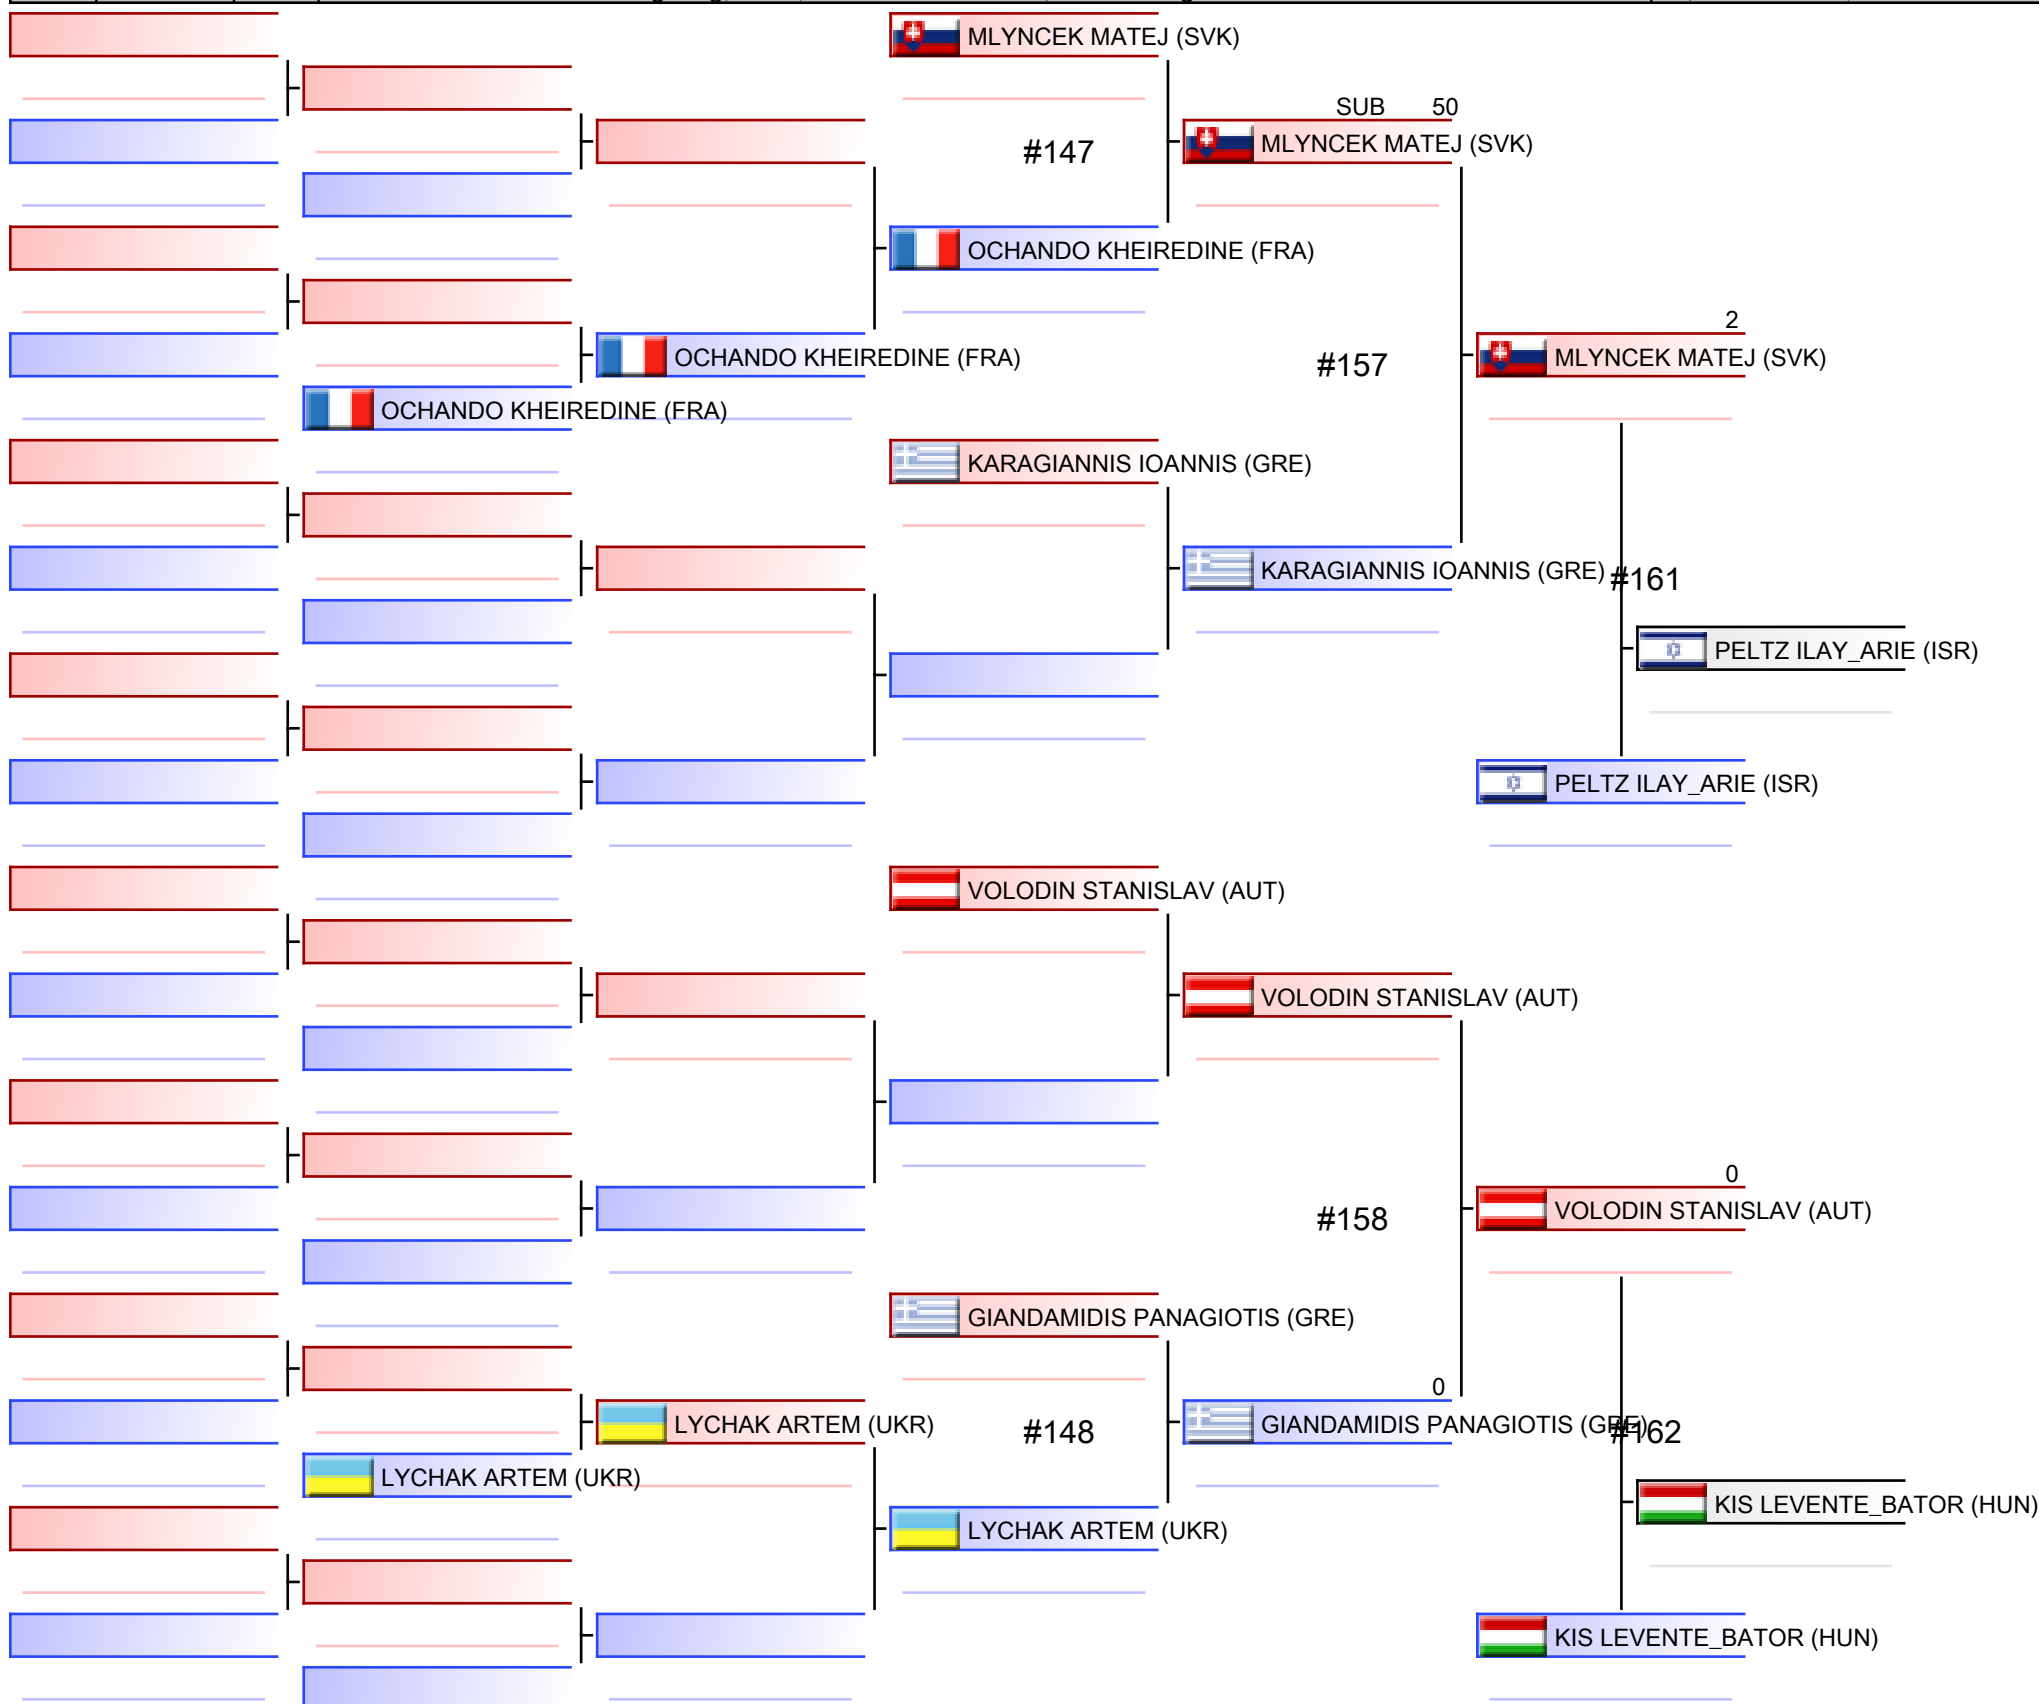 MLYNCEK MATEJ (SVK)
SUB 50
#147
MLYNCEK MATEJ (SVK)
OCHANDO KHEIREDINE (FRA)
2
OCHANDO KHEIREDINE (FRA)
#157
MLYNCEK MATEJ (SVK)
OCHANDO KHEIREDINE (FRA)
KARAGIANNIS IOANNIS (GRE)
KARAGIANNIS IOANNIS (GRE)
#161
PELTZ ILAY_ARIE (ISR)
PELTZ ILAY_ARIE (ISR)
VOLODIN STANISLAV (AUT)
VOLODIN STANISLAV (AUT)
0
#158
VOLODIN STANISLAV (AUT)
GIANDAMIDIS PANAGIOTIS (GRE)
0
LYCHAK ARTEM (UKR)
#148
GIANDAMIDIS PANAGIOTIS (GRE)
#162
LYCHAK ARTEM (UKR)
KIS LEVENTE_BATOR (HUN)
LYCHAK ARTEM (UKR)
KIS LEVENTE_BATOR (HUN)